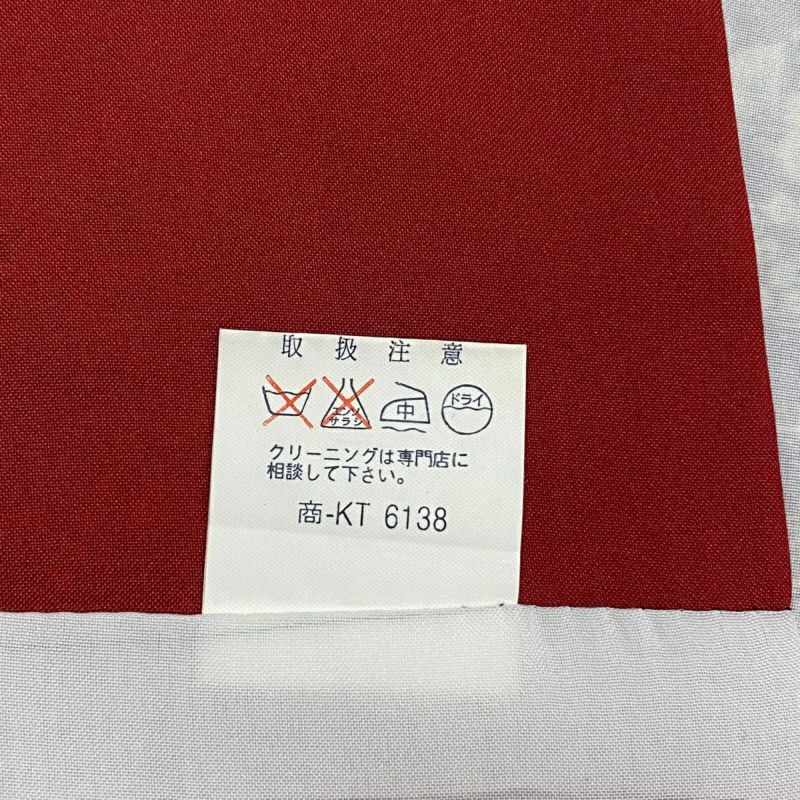 取扱注意
エンソサラシ
中
ドライ
クリーニングは専門店に
相談して下さい。
商-KT 6138